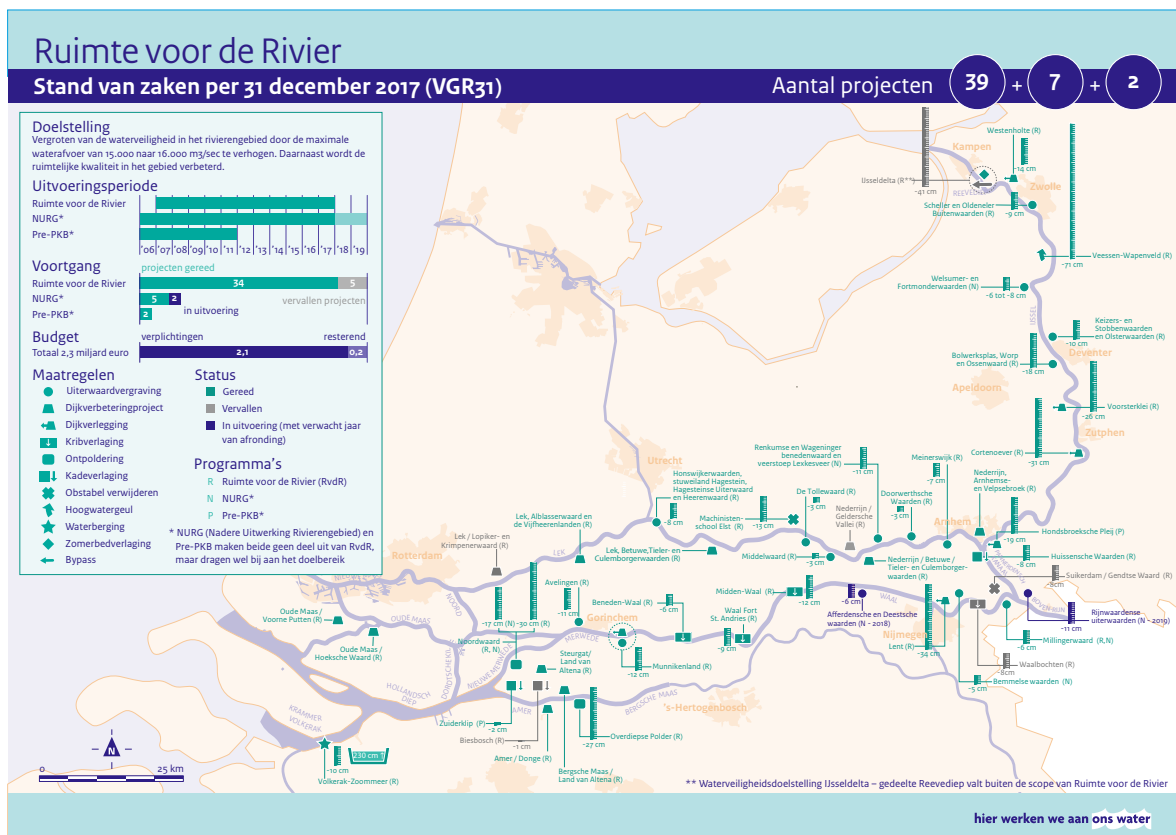 Ruimte voor de Rivier
Stand van zaken per 31 december 2017 (VGR31)
Aantal projecten 39 + 7 + 2
Doelstelling
Vergroten van de waterveiligheid in het rivierengebied door de maximale
waterafvoer van 15.000 naar 16.000 m3/sec te verhogen. Daarnaast wordt de
ruimtelijke kwaliteit in het gebied verbeterd.
Uitvoeringsperiode
Ruimte voor de Rivier
NURG*
Pre-PKB*
'06 '07 '08 '09 '10 '11 '12 '13 '14 '15 '16 '17 '18 '19
Voortgang
projecten gereed
Ruimte voor de Rivier 34 5
NURG* 5 2 vervallen projecten
in uitvoering
Pre-PKB* 2
Budget
verplichtingen resterend
Totaal 2,3 miljard euro 2,1 0,2
Maatregelen
Uiterwaardvergraving
Dijkverbeteringproject
Dijkverlegging
Kribverlaging
Ontpoldering
Kadeverlaging
Obstabel verwijderen
Hoogwatergeul
Waterberging
Zomerbedverlaging
Bypass
Status
Gereed
Vervallen
In uitvoering (met verwacht jaar
van afronding)
Programma's
R Ruimte voor de Rivier (RvdR)
N NURG*
P Pre-PKB*
* NURG (Nadere Uitwerking Rivierengebied) en
Pre-PKB maken beide geen deel uit van RvdR,
maar dragen wel bij aan het doelbereik
Kampen
Westenholte (R)
-14 cm
IJsseldelta (R**)
-41 cm
REEVEDIEP
Zwolle
Scheller en Oldeneler
Buitenwaarden (R)
-9 cm
Veessen-Wapenveld (R)
-71 cm
Welsumer- en
Fortmonderwaarden (N)
-6 tot -8 cm
IJSSEL
Keizers- en
Stobbenwaarden
en Olsterwaarden (R)
-10 cm
Deventer
Bolwerksplas, Worp
en Ossenwaard (R)
-18 cm
Apeldoorn
Voorsterklei (R)
-26 cm
Zutphen
Cortenoever (R)
-31 cm
Utrecht
Renkumse en Wageninger
benedenwaard en
veerstoep Lexkesveer (N)
-11 cm
Meinerswijk (R)
-7 cm
Honswijkerwaarden,
stuweiland Hagestein,
Hagesteinse Uiterwaard
en Heerenwaard (R)
-8 cm
Machinisten-
school Elst (R)
-13 cm
De Tollewaard (R)
-3 cm
Doorwerthsche
Waarden (R)
-3 cm
Nederrijn,
Arnhemse-
en Velpsebroek (R)
Nederrijn /
Geldersche
Vallei (R)
Arnhem
-19 cm
Hondsbroeksche Pleij (P)
Lek, Alblasserwaard en
de Vijfheerenlanden (R)
Lek / Lopiker- en
Krimpenerwaard (R)
LEK
Lek, Betuwe,Tieler- en
Culemborgerwaarden (R)
Middelwaard (R)
-3 cm
Nederrijn / Betuwe /
Tieler- en Culemborger-
waarden (R)
-8 cm
Huissensche Waarden (R)
Suikerdam / Gendtse Waard (R)
-8cm
Rotterdam
NOORD
Avelingen (R)
-11 cm
-17 cm (N) -30 cm (R)
Gorinchem
Beneden-Waal (R)
-6 cm
Midden-Waal (R)
-12 cm
-6 cm
WAAL
Afferdensche en Deestsche
waarden (N - 2018)
Rijnwaardense
uiterwaarden (N - 2019)
-11 cm
Oude Maas /
Voorne Putten (R)
OUDE MAAS
Oude Maas /
Hoeksche Waard (R)
MERWEDE
Noordwaard
(R, N)
Waal Fort
St. Andries (R)
-9 cm
Nijmegen
Lent (R)
-34 cm
Millingerwaard (R,N)
-6 cm
Waalbochten (R)
-8cm
Bemmelse waarden (N)
-5 cm
Munnikenland (R)
-12 cm
Steurgat/
Land van
Altena (R)
NIEUWE MERWEDE
HOLLANDSCH
DIEP
AMER
BERGSCHE MAAS
's-Hertogenbosch
KRAMMER
VOLKERAK
Zuiderklip (P)
-2 cm
Biesbosch (R)
-1 cm
Overdiepse Polder (R)
-27 cm
Amer / Donge (R)
Bergsche Maas /
Land van Altena (R)
-10 cm
230 cm
Volkerak-Zoommeer (R)
N
0 25 km
** Waterveiligheidsdoelstelling IJsseldelta – gedeelte Reevediep valt buiten de scope van Ruimte voor de Rivier
hier werken we aan ons water